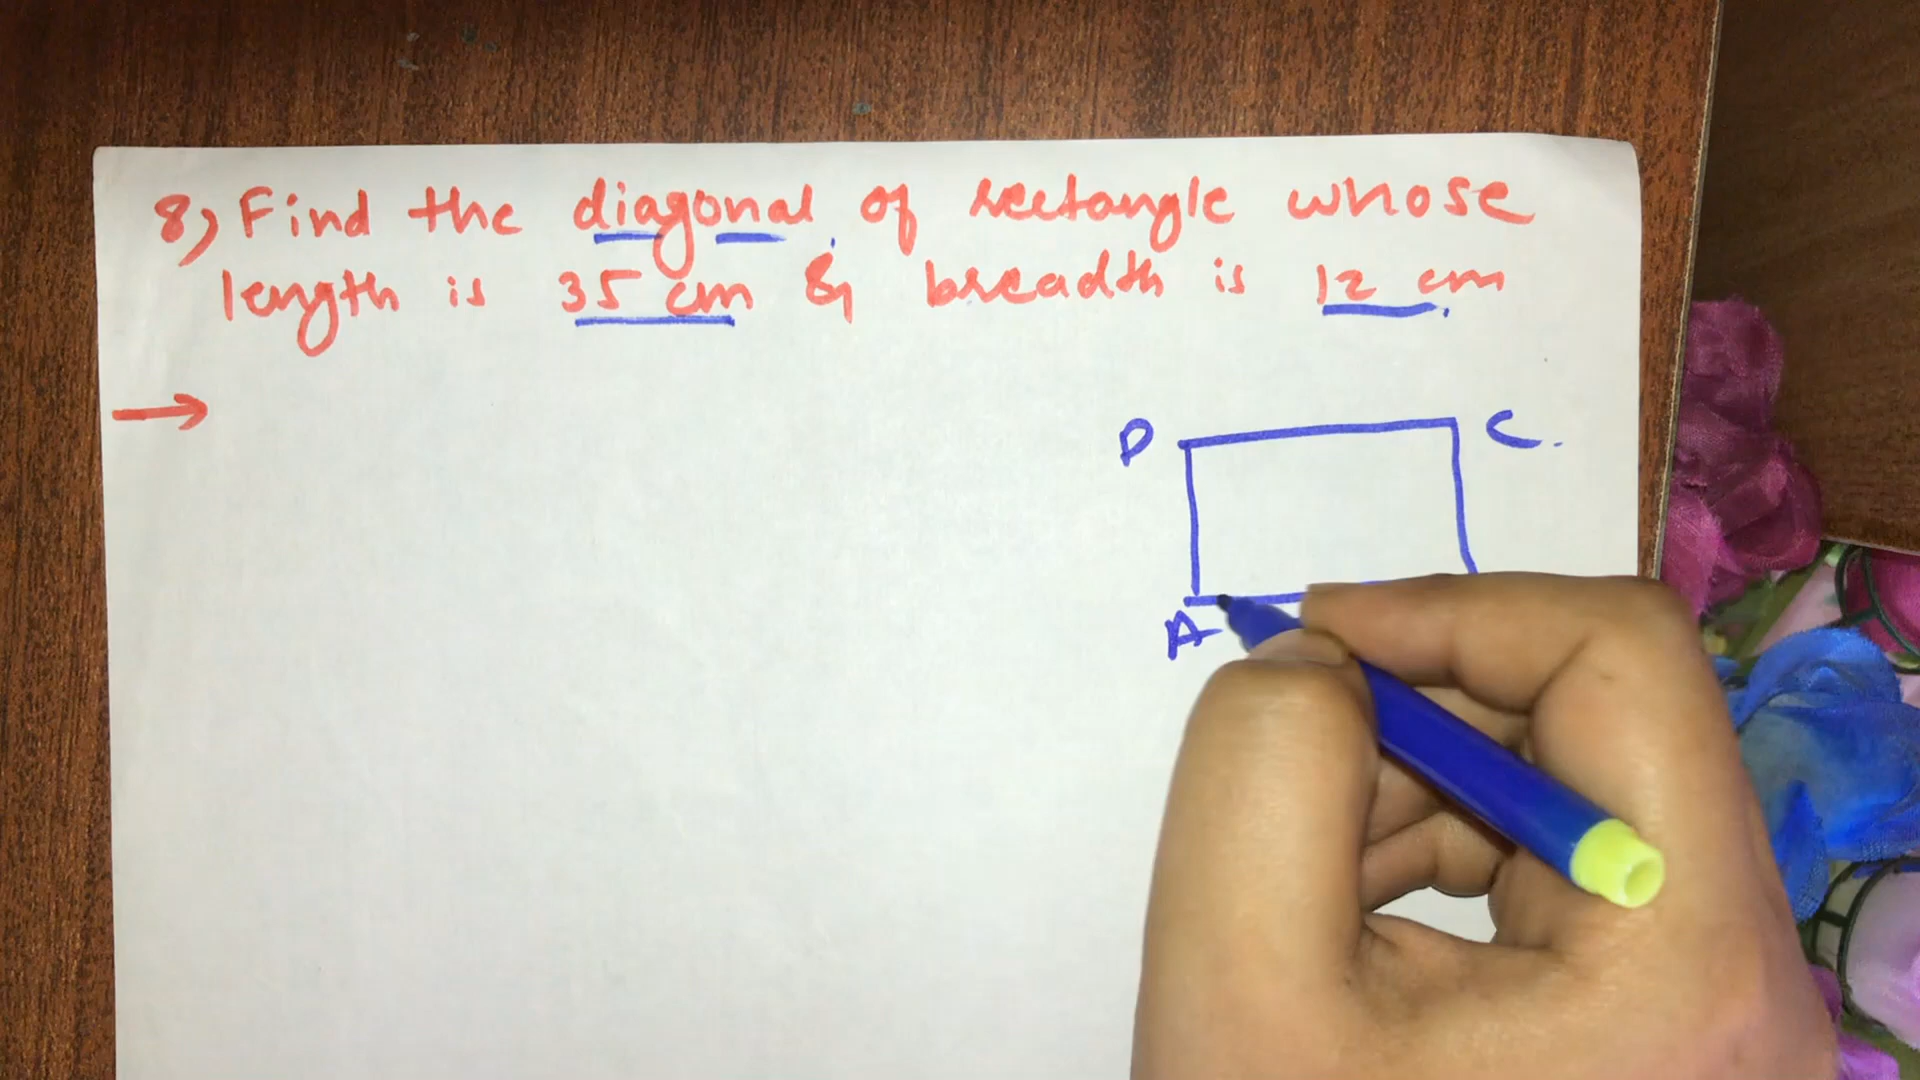 8) Find the diagonal of rectangle whose
length is 35 cm & breadth is 12 cm
→
D C.
A